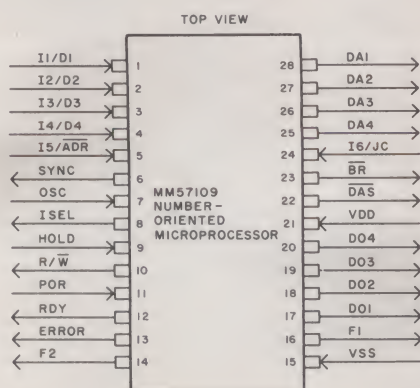 TOP VIEW
I1/D1 1
I2/D2 2
I3/D3 3
I4/D4 4
I5/A̅D̅R̅ 5
SYNC 6
OSC 7
ISEL 8
HOLD 9
R/W̅ 10
POR 11
RDY 12
ERROR 13
F2 14
MM57109
NUMBER-
ORIENTED
MICROPROCESSOR
28 DA1
27 DA2
26 DA3
25 DA4
24 I6/JC
23 B̅R̅
22 D̅A̅S̅
21 VDD
20 DO4
19 DO3
18 DO2
17 DO1
16 F1
15 VSS